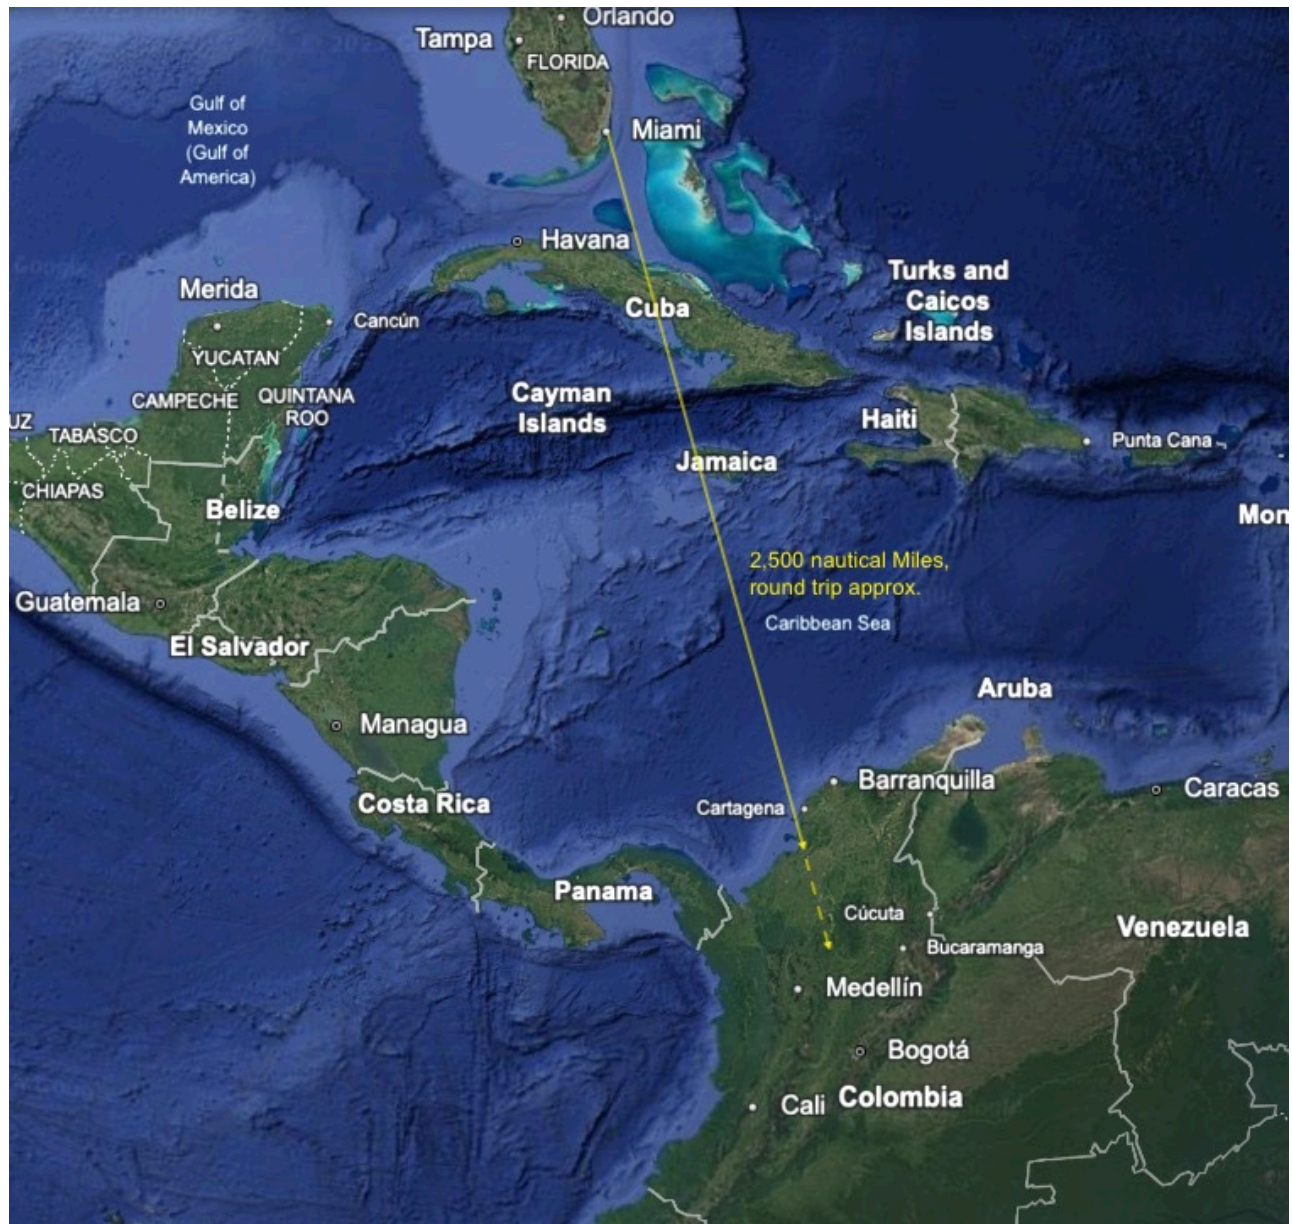 Orlando
Tampa
FLORIDA
Gulf of
Mexico
(Gulf of
America)
Miami
Havana
Turks and
Caicos
Islands
Merida
Cuba
Cancún
YUCATAN
CAMPECHE
QUINTANA
ROO
Cayman
Islands
UZ
TABASCO
Haiti
Punta Cana
Jamaica
CHIAPAS
Belize
Mon
2,500 nautical Miles,
round trip approx.
Guatemala
Caribbean Sea
El Salvador
Aruba
Managua
Barranquilla
Caracas
Costa Rica
Cartagena
Panama
Cúcuta
Venezuela
Bucaramanga
Medellín
Bogotá
Cali
Colombia